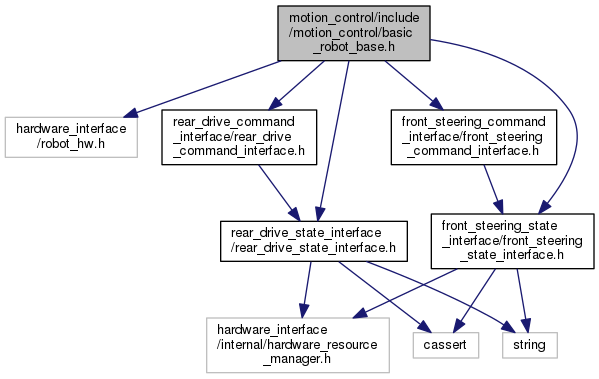 motion_control/include
/motion_control/basic
_robot_base.h
hardware_interface
/robot_hw.h
rear_drive_command
_interface/rear_drive
_command_interface.h
front_steering_command
_interface/front_steering
_command_interface.h
rear_drive_state_interface
/rear_drive_state_interface.h
front_steering_state
_interface/front_steering
_state_interface.h
hardware_interface
/internal/hardware_resource
_manager.h
cassert
string